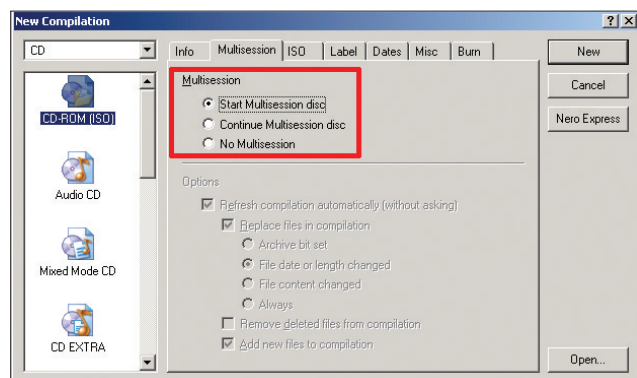 New Compilation
CD
CD-ROM (ISO)
Audio CD
Mixed Mode CD
CD EXTRA
Info Multisession ISO Label Dates Misc Burn
Multisession
Start Multisession disc
Continue Multisession disc
No Multisession
Options
Refresh compilation automatically (without asking)
Replace files in compilation
Archive bit set
File date or length changed
File content changed
Always
Remove deleted files from compilation
Add new files to compilation
New
Cancel
Nero Express
Open...